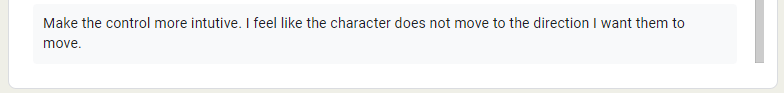 Make the control more intutive. I feel like the character does not move to the direction I want them to
move.